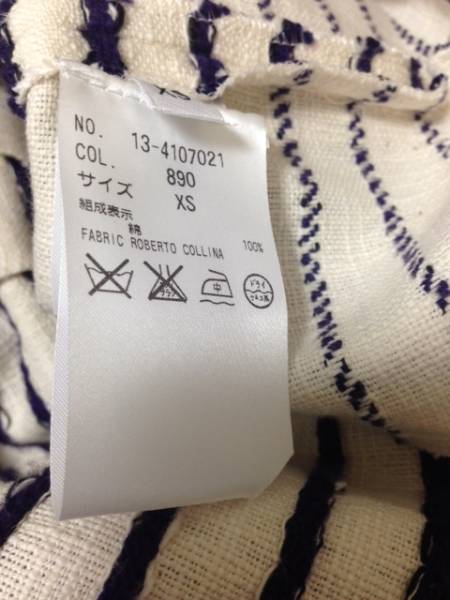 XS
NO. 13-4107021
COL. 890
サイズ XS
組成表示
綿 100%
FABRIC ROBERTO COLLINA
中
ドライ